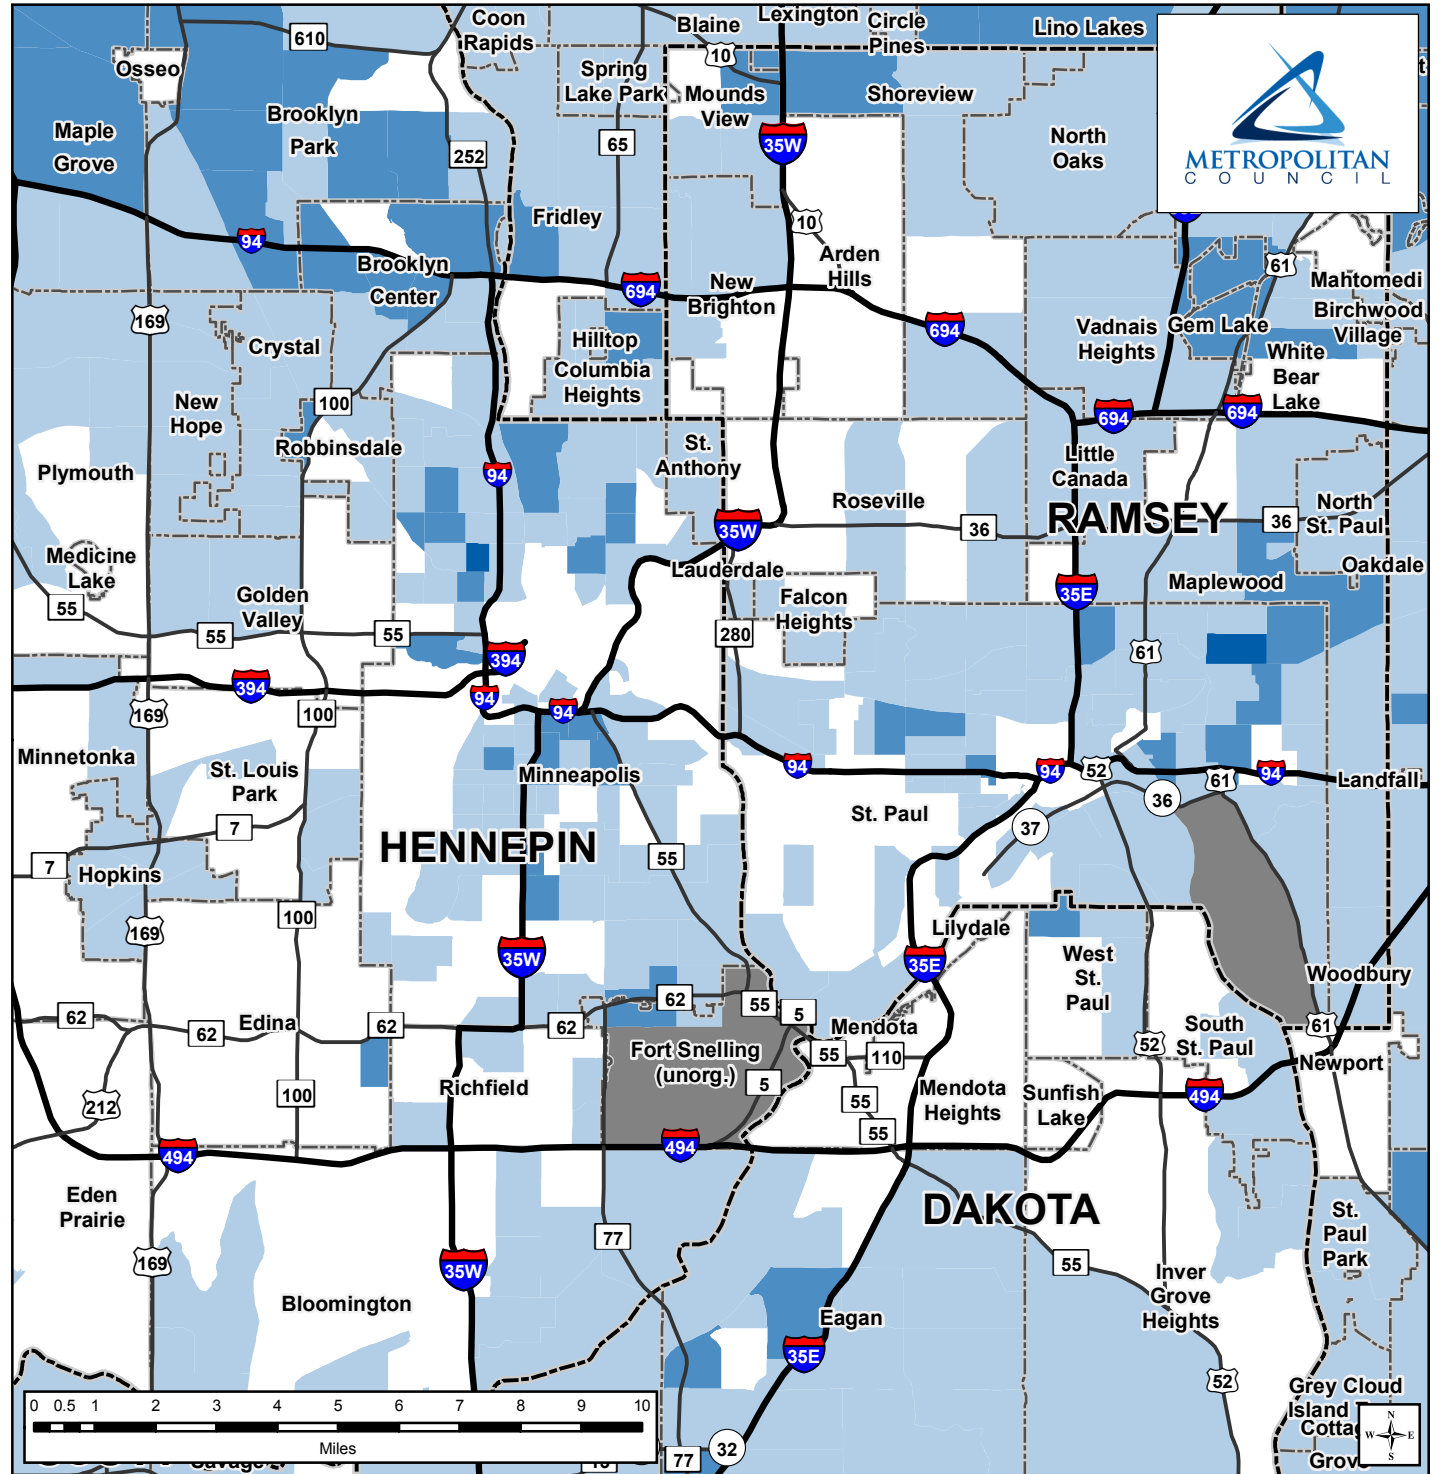 Coon
Rapids
Blaine
Lexington
Circle
Pines
Lino Lakes
610
10
Osseo
Spring
Lake Park
Mounds
View
Shoreview
METROPOLITAN
COUNCIL
Maple
Grove
Brooklyn
Park
252
65
35W
North
Oaks
Fridley
10
94
Brooklyn
Center
694
New
Brighton
Arden
Hills
61
Mahtomedi
Birchwood
Village
169
Crystal
Hilltop
Columbia
Heights
694
Vadnais
Heights
Gem Lake
White
Bear
Lake
New
Hope
100
694
694
Robbinsdale
St.
Anthony
Little
Canada
Plymouth
94
Roseville
36
RAMSEY
36
North
St. Paul
35W
Medicine
Lake
55
Golden
Valley
55
55
Lauderdale
Falcon
Heights
35E
Maplewood
Oakdale
280
61
394
394
94
94
169
100
Minnetonka
St. Louis
Park
Minneapolis
94
94
52
61
94
Landfall
36
St. Paul
37
7
7
HENNEPIN
55
Hopkins
100
169
35W
Lilydale
35E
West
St.
Paul
Woodbury
62
62
Edina
62
62
62
55
5
Mendota
52
South
St. Paul
61
Fort Snelling
(unorg.)
5
55
110
Newport
212
100
Richfield
55
55
Mendota
Heights
Sunfish
Lake
494
494
494
Eden
Prairie
DAKOTA
St.
Paul
Park
169
35W
77
55
Inver
Grove
Heights
Bloomington
Eagan
35E
52
Grey Cloud
Island
Cottag
Grove
0 0.5 1 2 3 4 5 6 7 8 9 10
Miles
77
32
N
W E
S